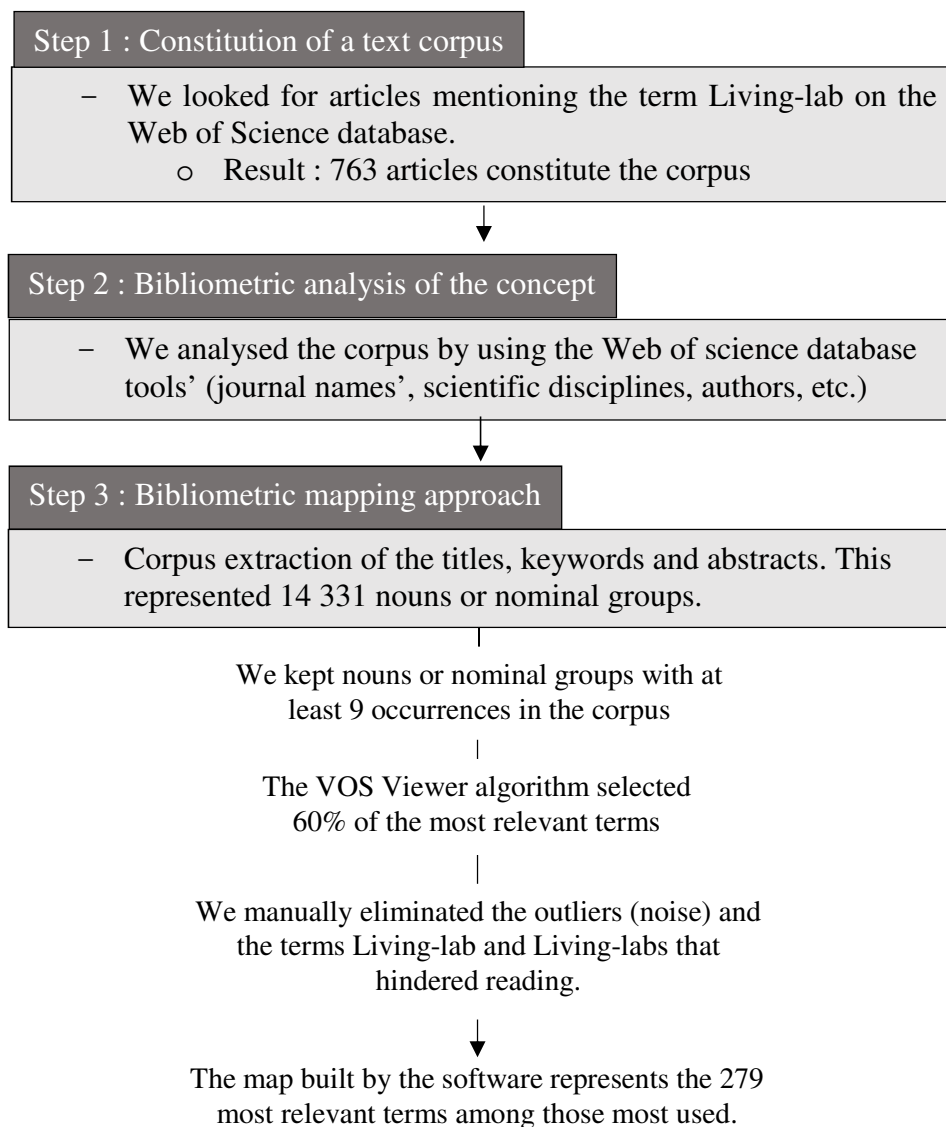 Step 1 : Constitution of a text corpus
− We looked for articles mentioning the term Living-lab on the
Web of Science database.
o Result : 763 articles constitute the corpus
Step 2 : Bibliometric analysis of the concept
− We analysed the corpus by using the Web of science database
tools’ (journal names’, scientific disciplines, authors, etc.)
Step 3 : Bibliometric mapping approach
− Corpus extraction of the titles, keywords and abstracts. This
represented 14 331 nouns or nominal groups.
We kept nouns or nominal groups with at
least 9 occurrences in the corpus
The VOS Viewer algorithm selected
60% of the most relevant terms
We manually eliminated the outliers (noise) and
the terms Living-lab and Living-labs that
hindered reading.
The map built by the software represents the 279
most relevant terms among those most used.